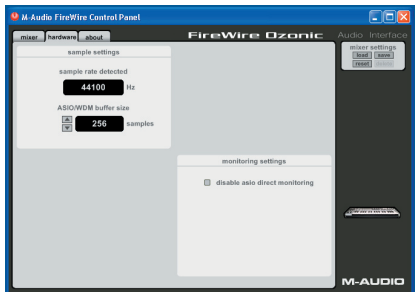 M-Audio FireWire Control Panel
mixer hardware about
FireWire Ozonic
Audio Interface
sample settings
sample rate detected
44100 Hz
ASIO/WDM buffer size
256 samples
mixer settings
load save
reset
monitoring settings
disable asio direct monitoring
M-AUDIO